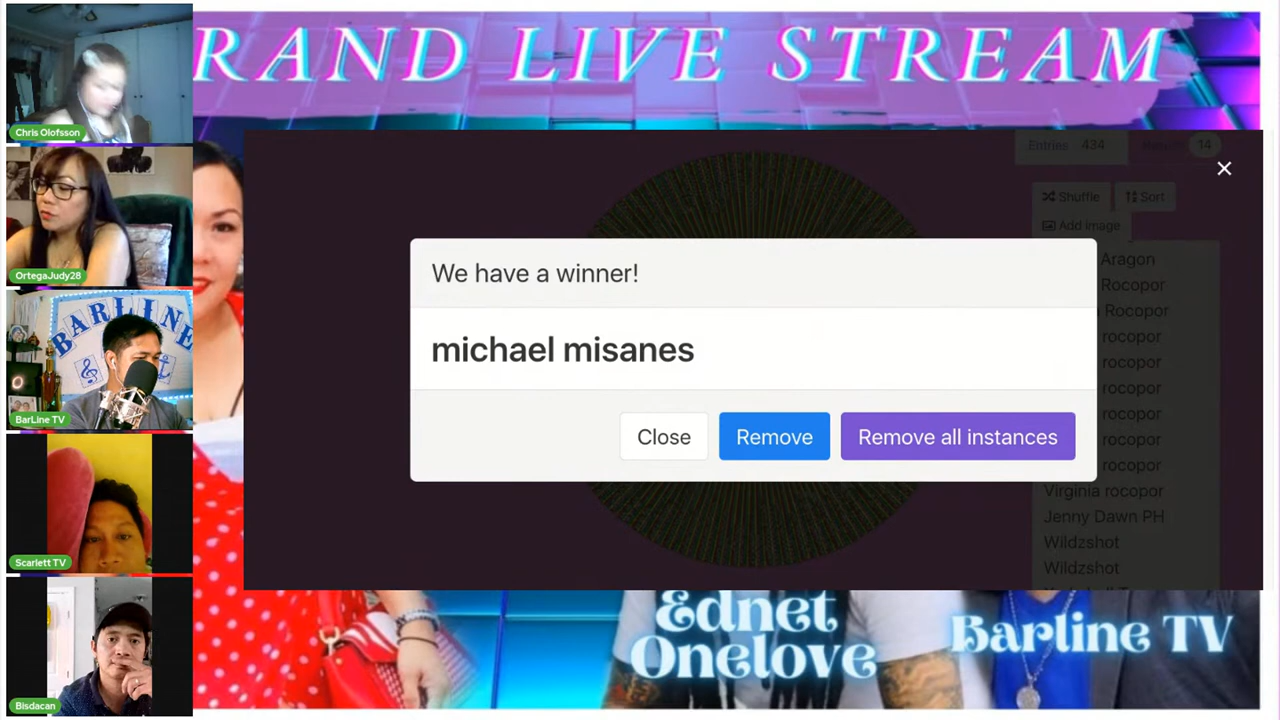 RAND LIVE STREAM
Chris Olofsson
OrtegaJudy28
BARLINE
BarLine TV
Scarlett TV
Bisdacan
Entries 434
14
Shuffle
Sort
Add image
We have a winner!
michael misanes
Close
Remove
Remove all instances
Aragon
Rocopor
Rocopor
rocopor
rocopor
rocopor
rocopor
rocopor
rocopor
Virginia rocopor
Jenny Dawn PH
Wildzshot
Wildzshot
Ednet
Onelove
Barline TV